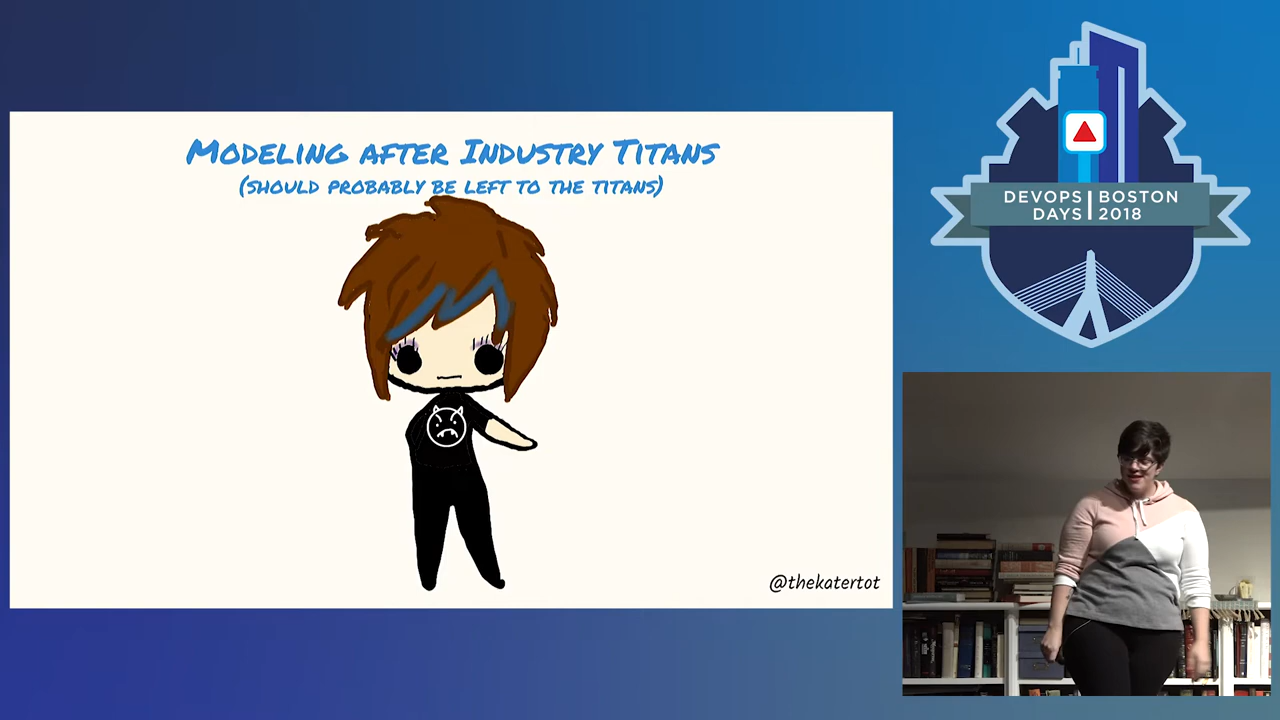 Modeling after Industry Titans
(should probably be left to the titans)
@thekatertot
DEVOPS BOSTON
DAYS 2018